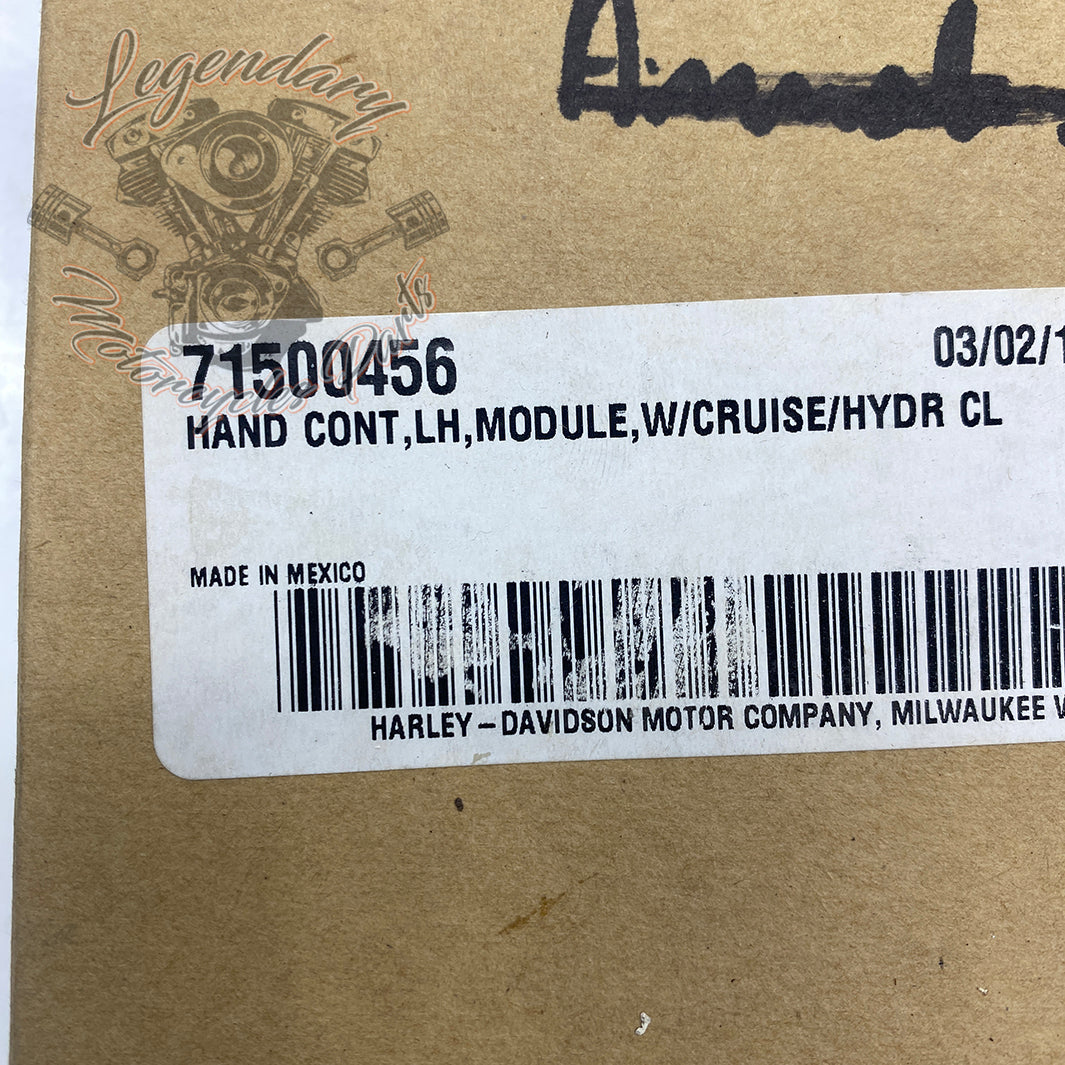 Legendary
Motorcycles Parts
71500456
03/02/1
HAND CONT,LH,MODULE,W/CRUISE/HYDR CL
MADE IN MEXICO
HARLEY-DAVIDSON MOTOR COMPANY, MILWAUKEE W